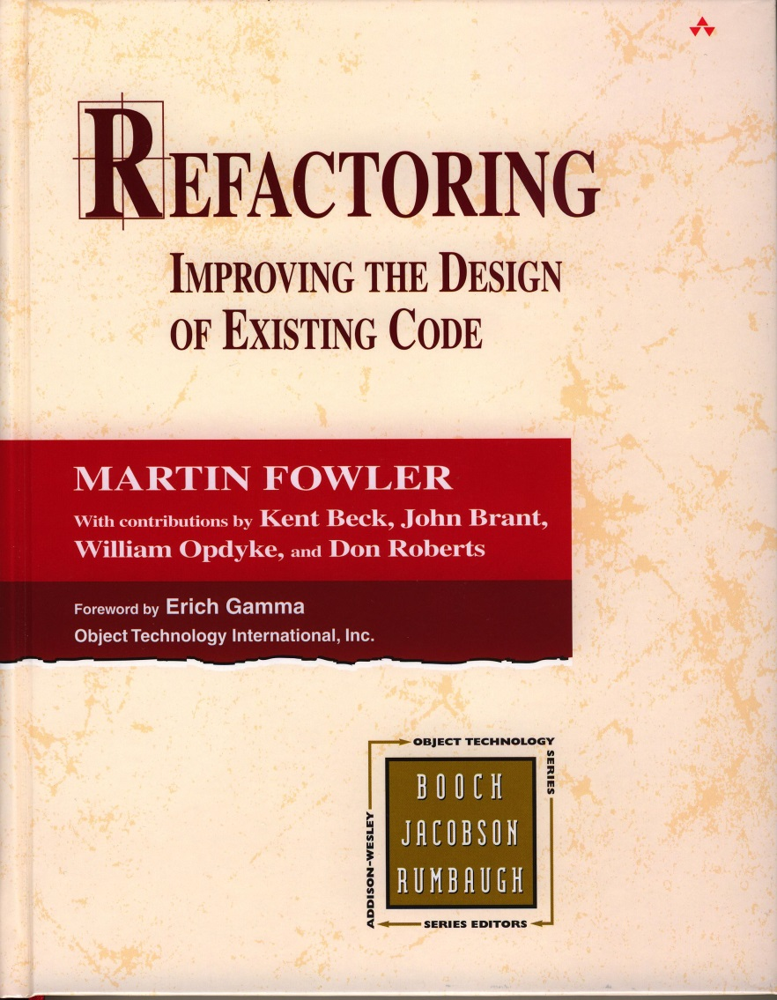 REFACTORING
IMPROVING THE DESIGN
OF EXISTING CODE
MARTIN FOWLER
With contributions by Kent Beck, John Brant,
William Opdyke, and Don Roberts
Foreword by Erich Gamma
Object Technology International, Inc.
OBJECT TECHNOLOGY
SERIES
BOOCH
JACOBSON
RUMBAUGH
ADDISON-WESLEY
SERIES EDITORS